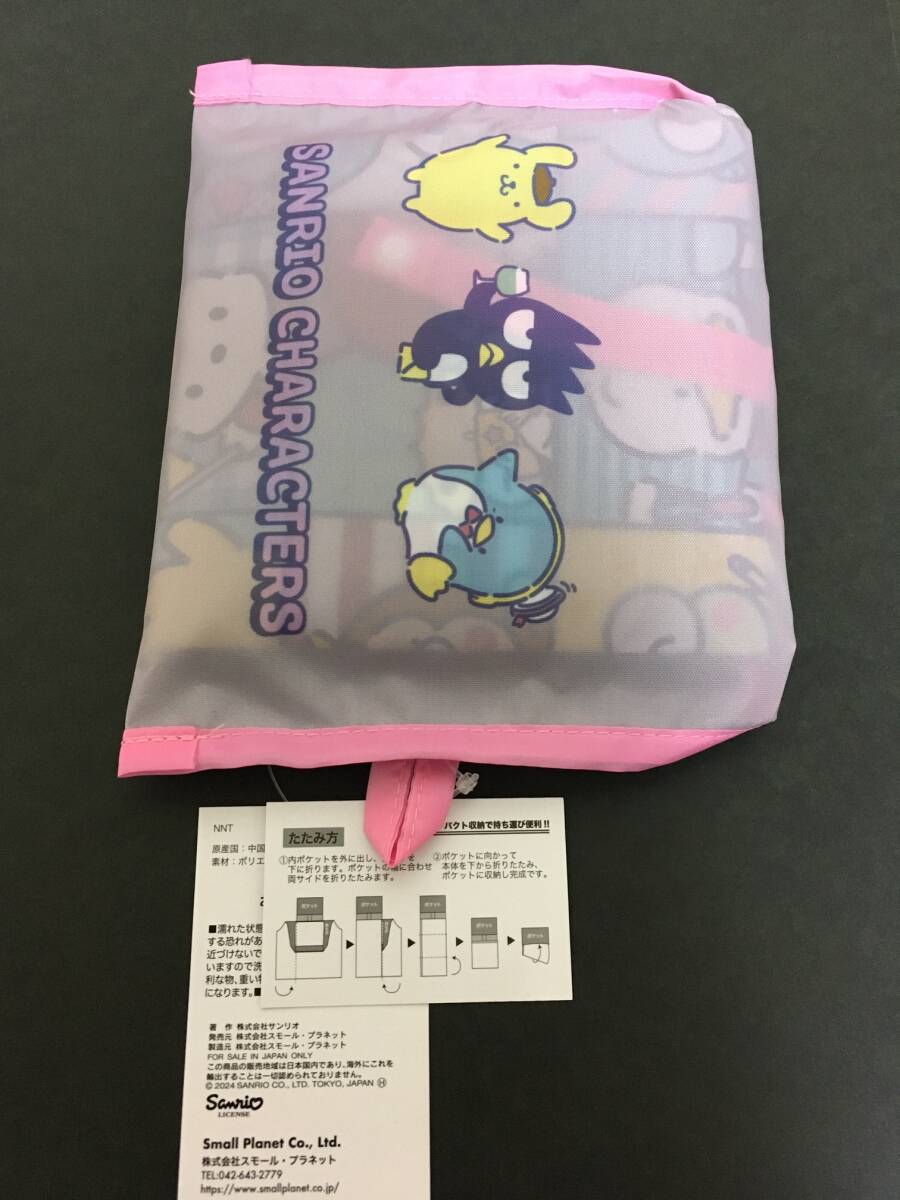 SANRIO CHARACTERS
たたみ方
パクト収納で持ち運び便利!!
①内ポケットを外に出し、
を
下に折ります。ポケットの
に合わせ
両サイドを折りたたみます。
②ポケットに向かって
本体を下から折りたたみ、
ポケットに収納し完成です。
ポケット
ポケット
ポケット
ポケット
ポケット
NNT
原産国:中国
素材:ポリエ
■濡れた状態
する恐れがあ
近づけないで
いますので洗
利な物、重い
になります。■
著 作 株式会社サンリオ
発売元 株式会社スモール・プラネット
製造元 株式会社スモール・プラネット
FOR SALE IN JAPAN ONLY
この商品の販売地域は日本国内であり、海外にこれを
輸出することは一切認められておりません。
© 2024 SANRIO CO., LTD. TOKYO, JAPAN Ⓗ
Sanrio
LICENSE
Small Planet Co., Ltd.
株式会社スモール・プラネット
TEL:042-643-2779
https://www.smallplanet.co.jp/